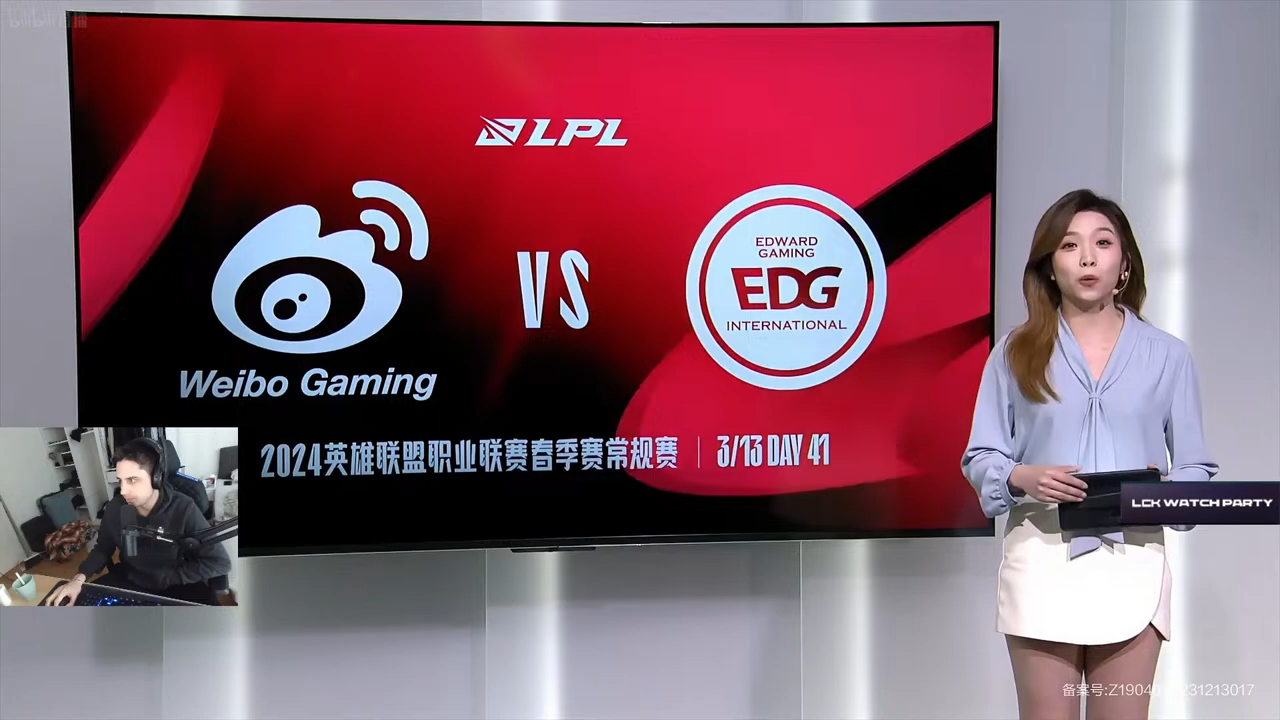 LPL
VS
Weibo Gaming
EDWARD
GAMING
EDG
INTERNATIONAL
2024英雄联盟职业联赛春季赛常规赛 | 3/13 DAY 41
LCK WATCH PARTY